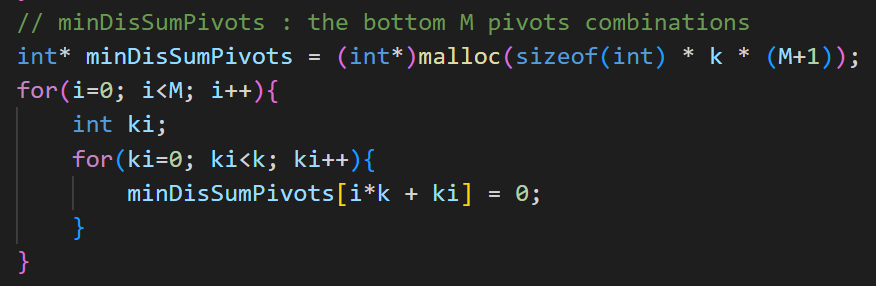 // minDisSumPivots : the bottom M pivots combinations
int* minDisSumPivots = (int*)malloc(sizeof(int) * k * (M+1));
for(i=0; i<M; i++){
    int ki;
    for(ki=0; ki<k; ki++){
        minDisSumPivots[i*k + ki] = 0;
    }
}